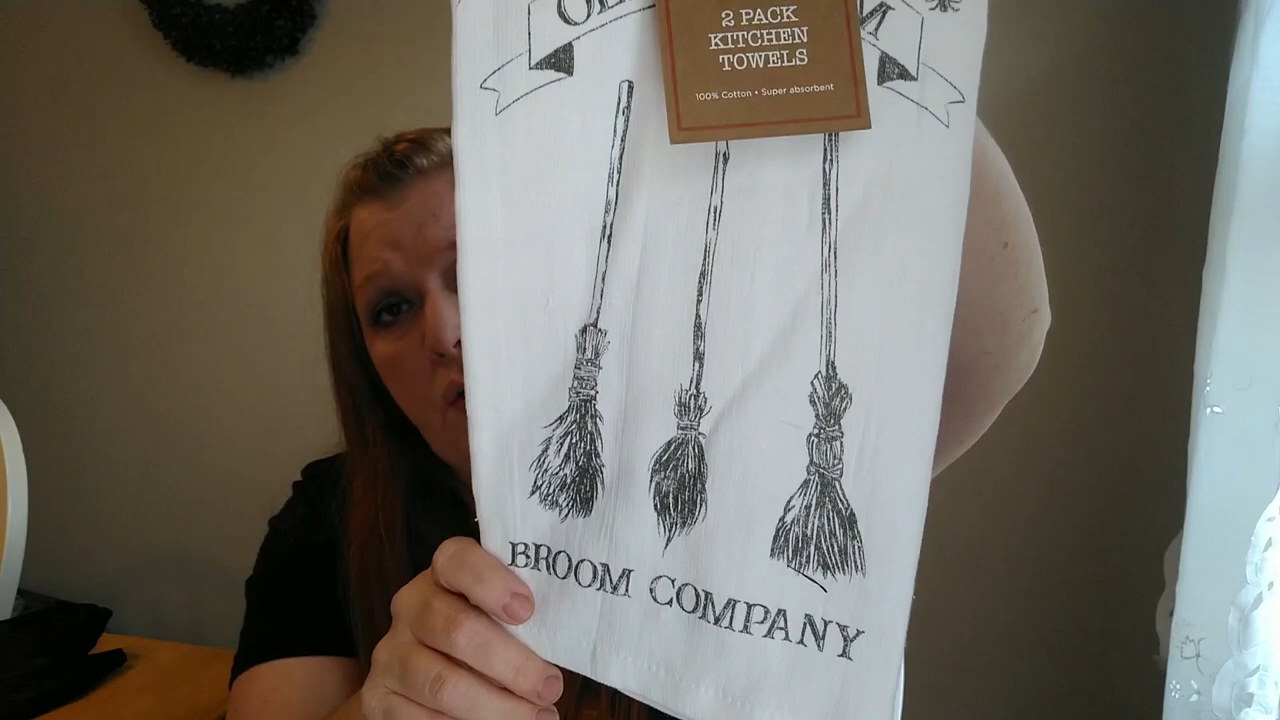 2 PACK
KITCHEN
TOWELS
100% Cotton • Super absorbent
BROOM COMPANY